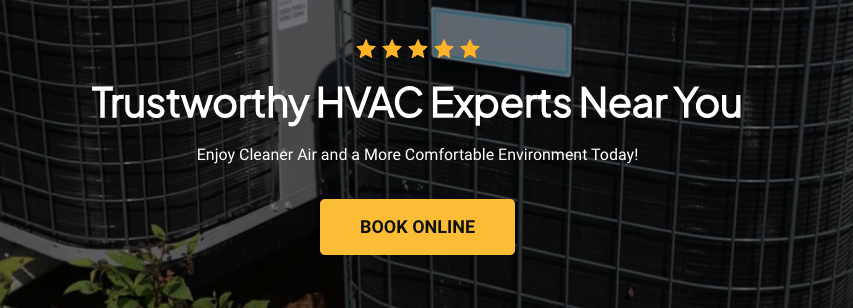 Trustworthy HVAC Experts Near You
Enjoy Cleaner Air and a More Comfortable Environment Today!
BOOK ONLINE